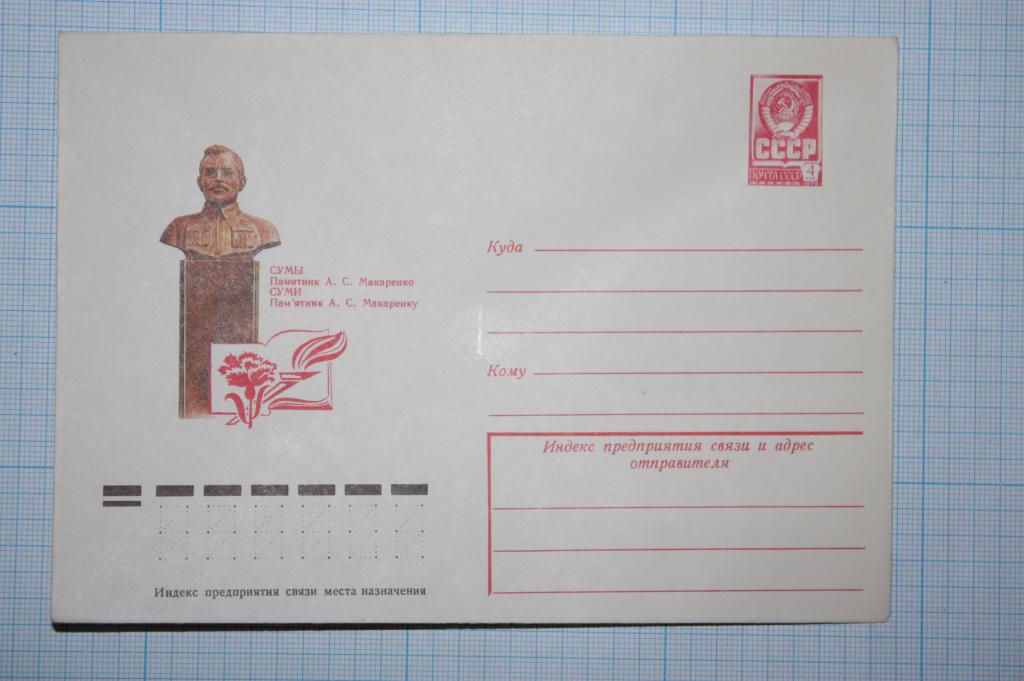 СССР
ПОЧТА СССР 4
СУМЫ
Памятник А. С. Макаренко
СУМИ
Пам'ятник А. С. Макаренку
Куда
Кому
Индекс предприятия связи и адрес
отправителя
Индекс предприятия связи места назначения